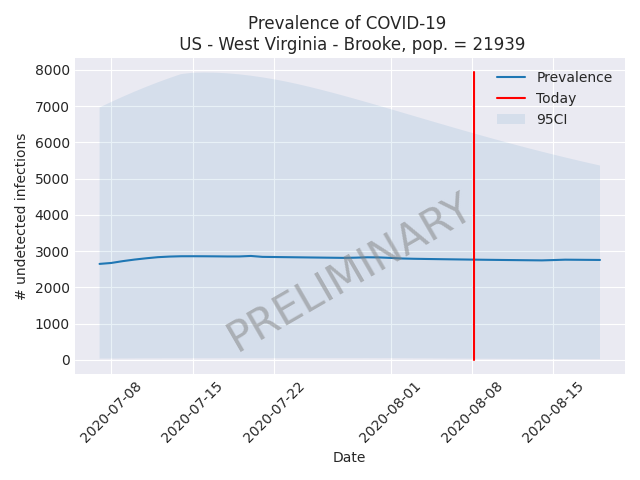 Prevalence of COVID-19
US - West Virginia - Brooke, pop. = 21939
8000
7000
6000
5000
4000
3000
2000
1000
0
# undetected infections
Prevalence
Today
95CI
PRELIMINARY
2020-07-08
2020-07-15
2020-07-22
2020-08-01
2020-08-08
2020-08-15
Date